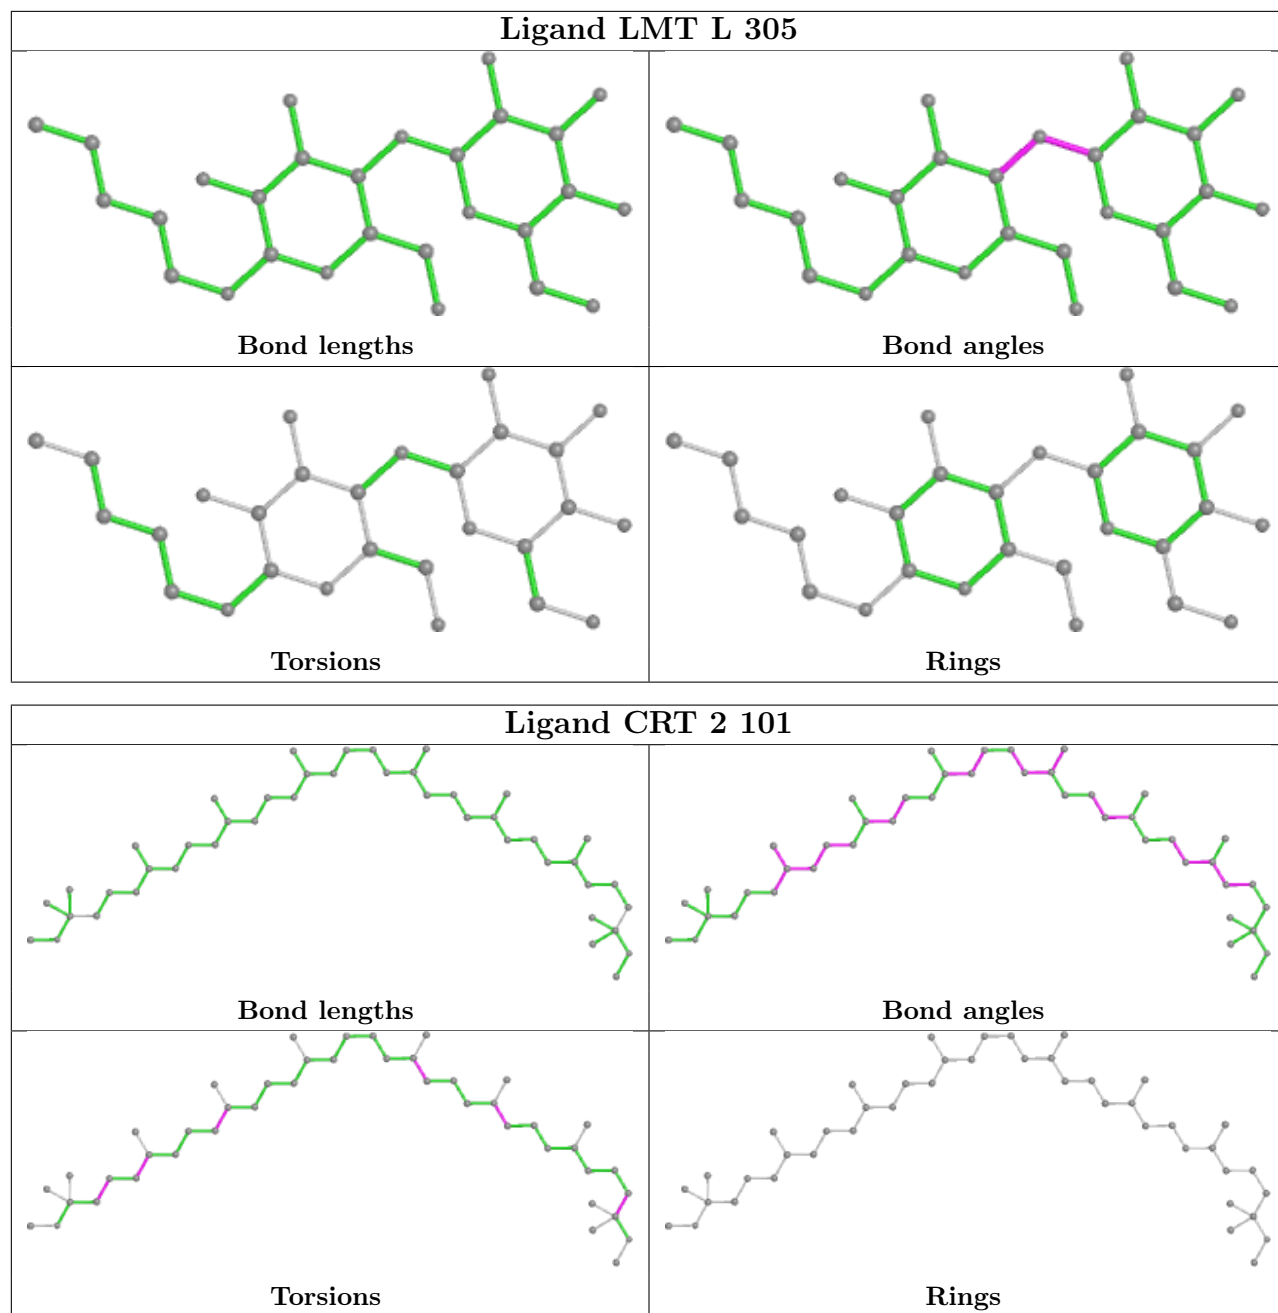 Ligand LMT L 305
Bond lengths
Bond angles
Torsions
Rings
Ligand CRT 2 101
Bond lengths
Bond angles
Torsions
Rings